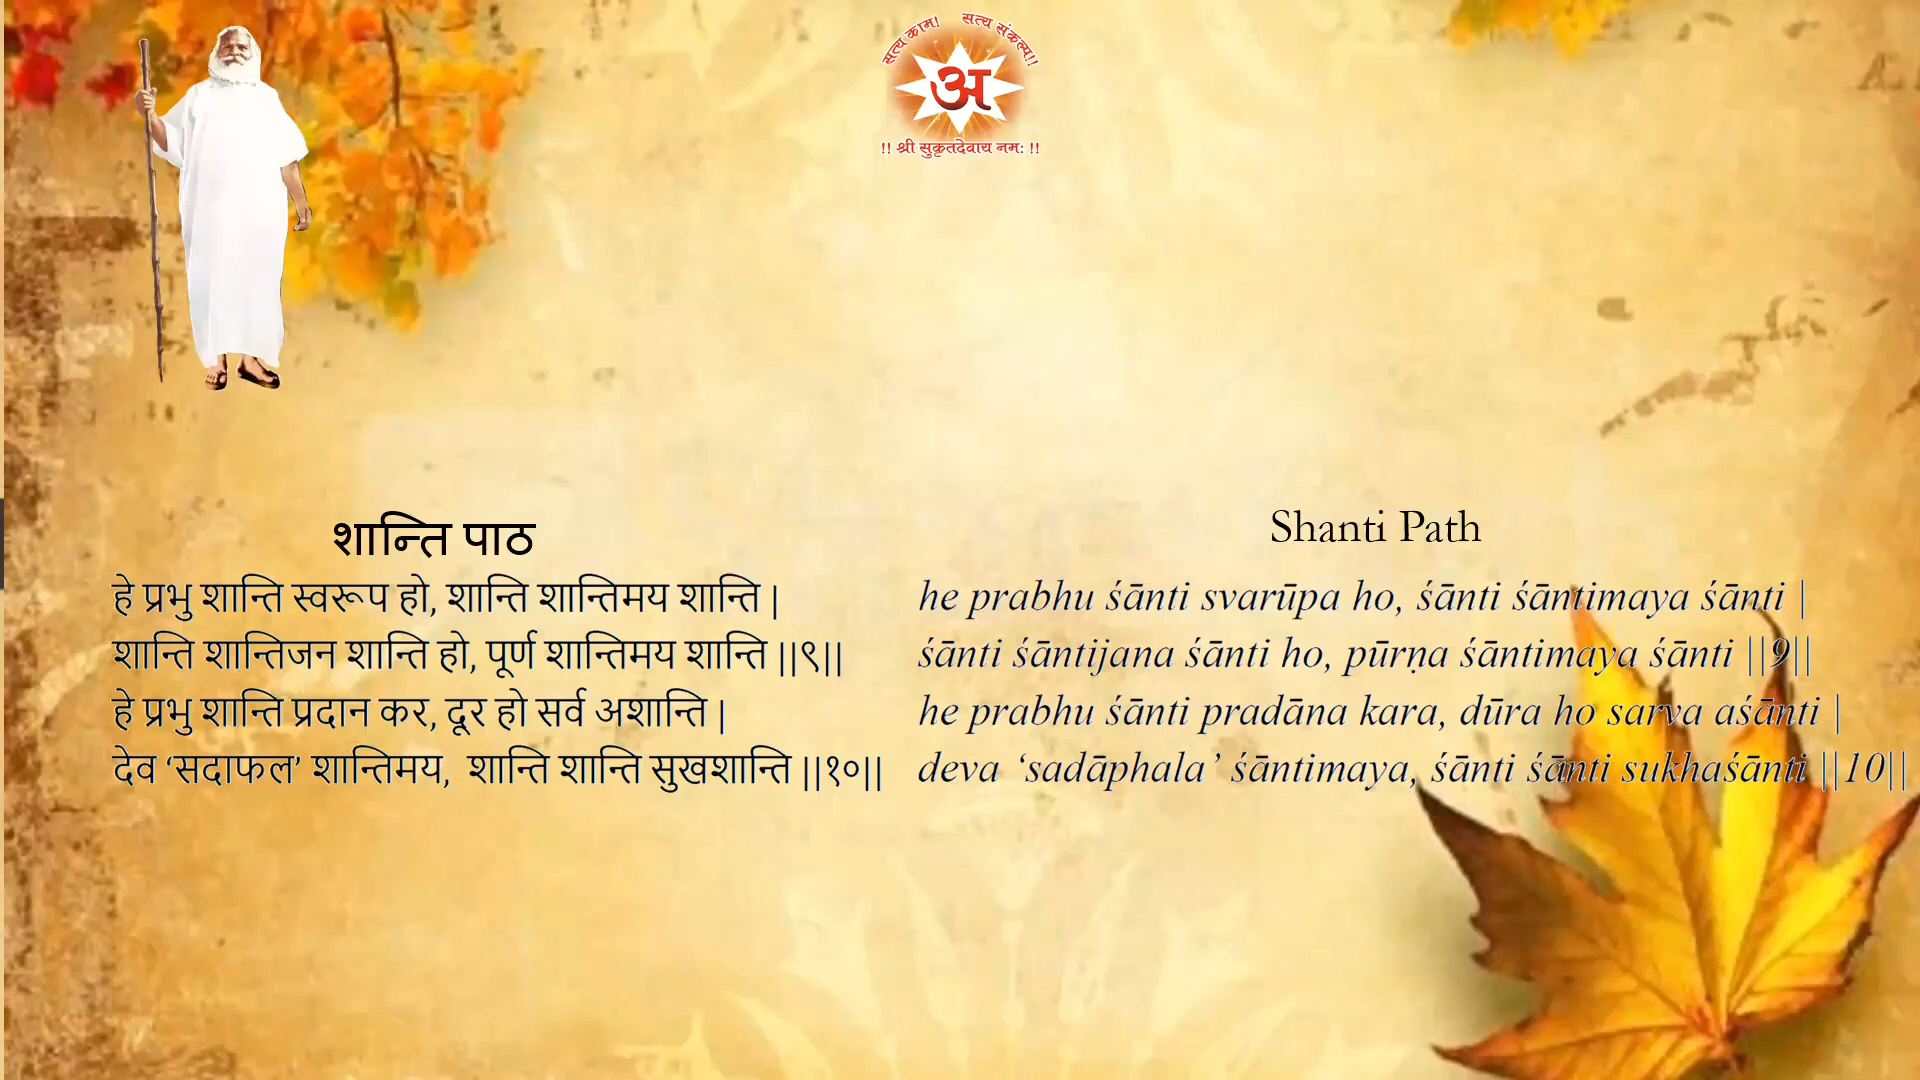 सत्य काम! सत्य संकल्प!!
अ
!! श्री सुकृतदेवाय नमः !!
शान्ति पाठ
हे प्रभु शान्ति स्वरूप हो, शान्ति शान्तिमय शान्ति |
शान्ति शान्तिजन शान्ति हो, पूर्ण शान्तिमय शान्ति ||९||
हे प्रभु शान्ति प्रदान कर, दूर हो सर्व अशान्ति |
देव ‘सदाफल’ शान्तिमय, शान्ति शान्ति सुखशान्ति ||१०||
Shanti Path
he prabhu śānti svarūpa ho, śānti śāntimaya śānti |
śānti śāntijana śānti ho, pūrṇa śāntimaya śānti ||9||
he prabhu śānti pradāna kara, dūra ho sarva aśānti |
deva ‘sadāphala’ śāntimaya, śānti śānti sukhaśānti ||10||